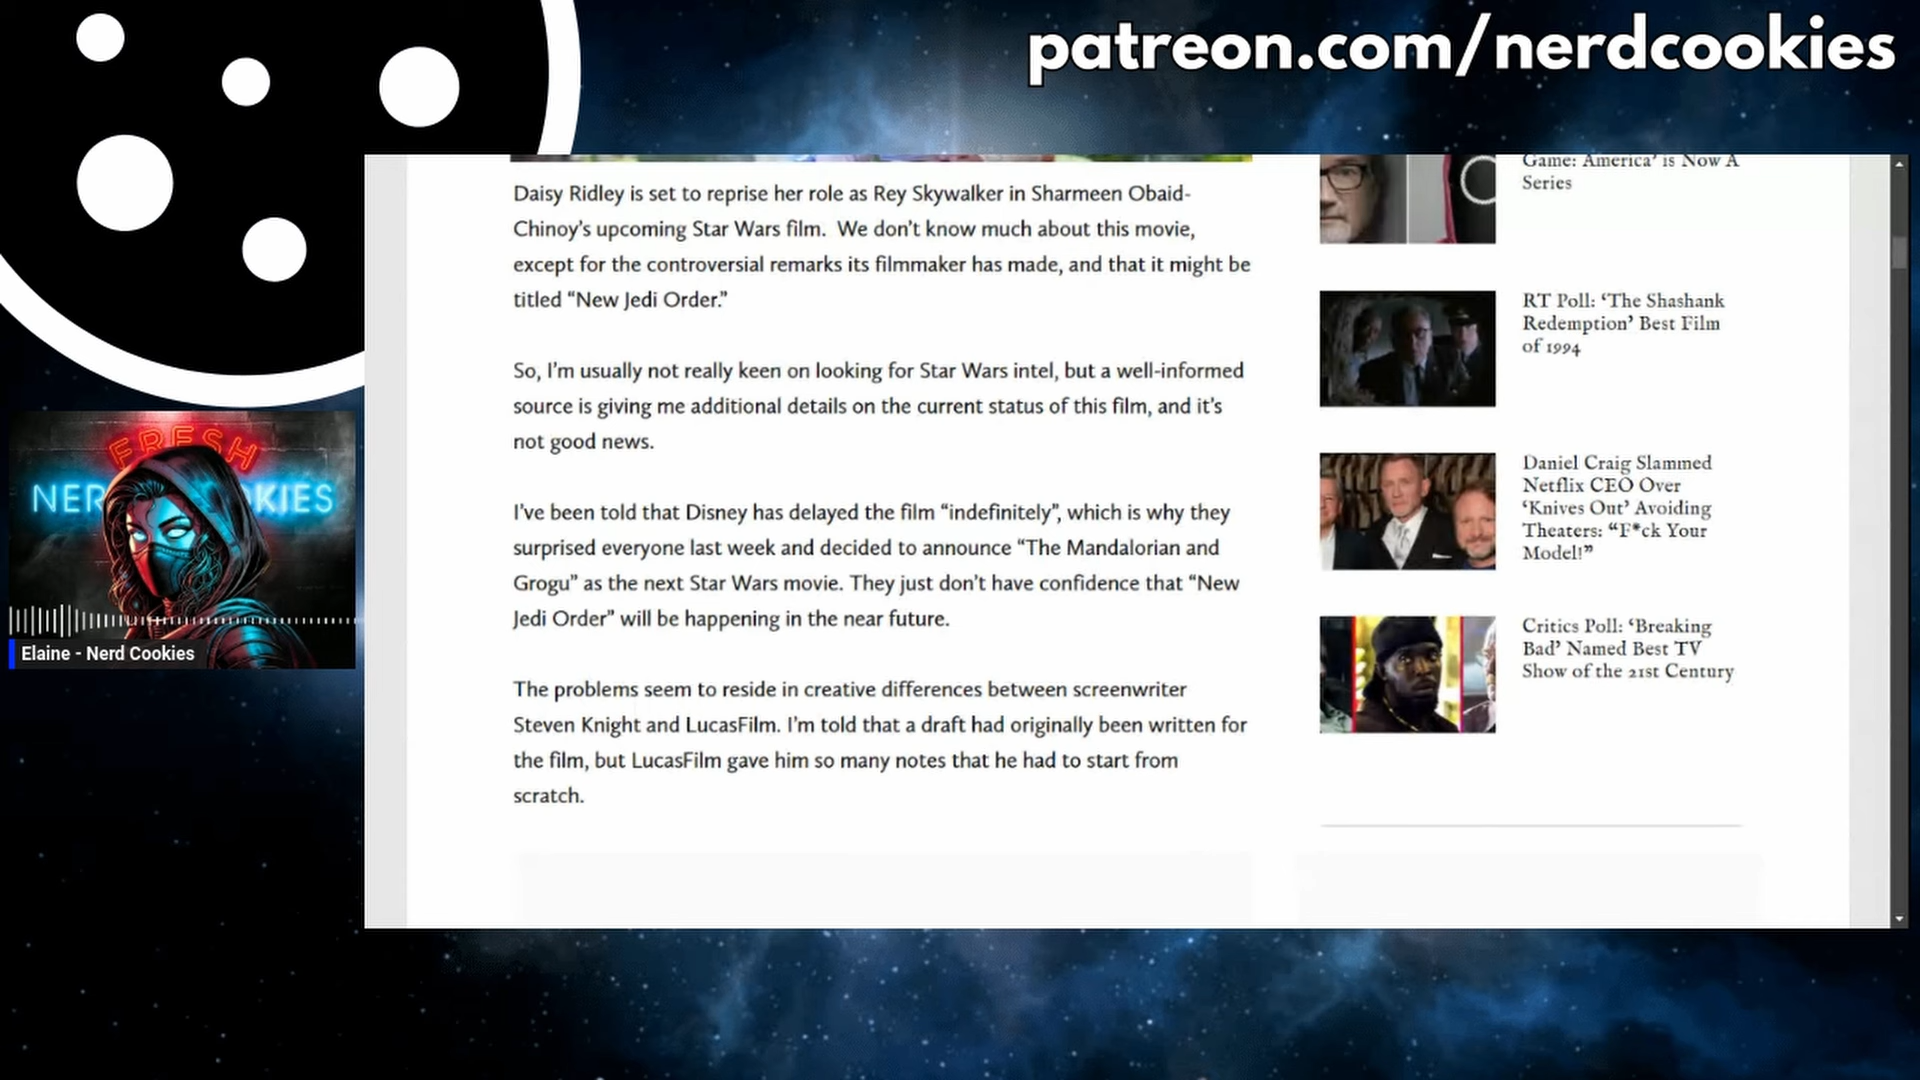 patreon.com/nerdcookies
Daisy Ridley is set to reprise her role as Rey Skywalker in Sharmeen Obaid-
Chinoy’s upcoming Star Wars film.  We don’t know much about this movie,
except for the controversial remarks its filmmaker has made, and that it might be
titled “New Jedi Order.”
So, I’m usually not really keen on looking for Star Wars intel, but a well-informed
source is giving me additional details on the current status of this film, and it’s
not good news.
I’ve been told that Disney has delayed the film “indefinitely”, which is why they
surprised everyone last week and decided to announce “The Mandalorian and
Grogu” as the next Star Wars movie. They just don’t have confidence that “New
Jedi Order” will be happening in the near future.
The problems seem to reside in creative differences between screenwriter
Steven Knight and LucasFilm. I’m told that a draft had originally been written for
the film, but LucasFilm gave him so many notes that he had to start from
scratch.
Game: America’ is Now A
Series
RT Poll: ‘The Shashank
Redemption’ Best Film
of 1994
Daniel Craig Slammed
Netflix CEO Over
‘Knives Out’ Avoiding
Theaters: “F*ck Your
Model!”
Critics Poll: ‘Breaking
Bad’ Named Best TV
Show of the 21st Century
FRESH
NER KIES
Elaine - Nerd Cookies